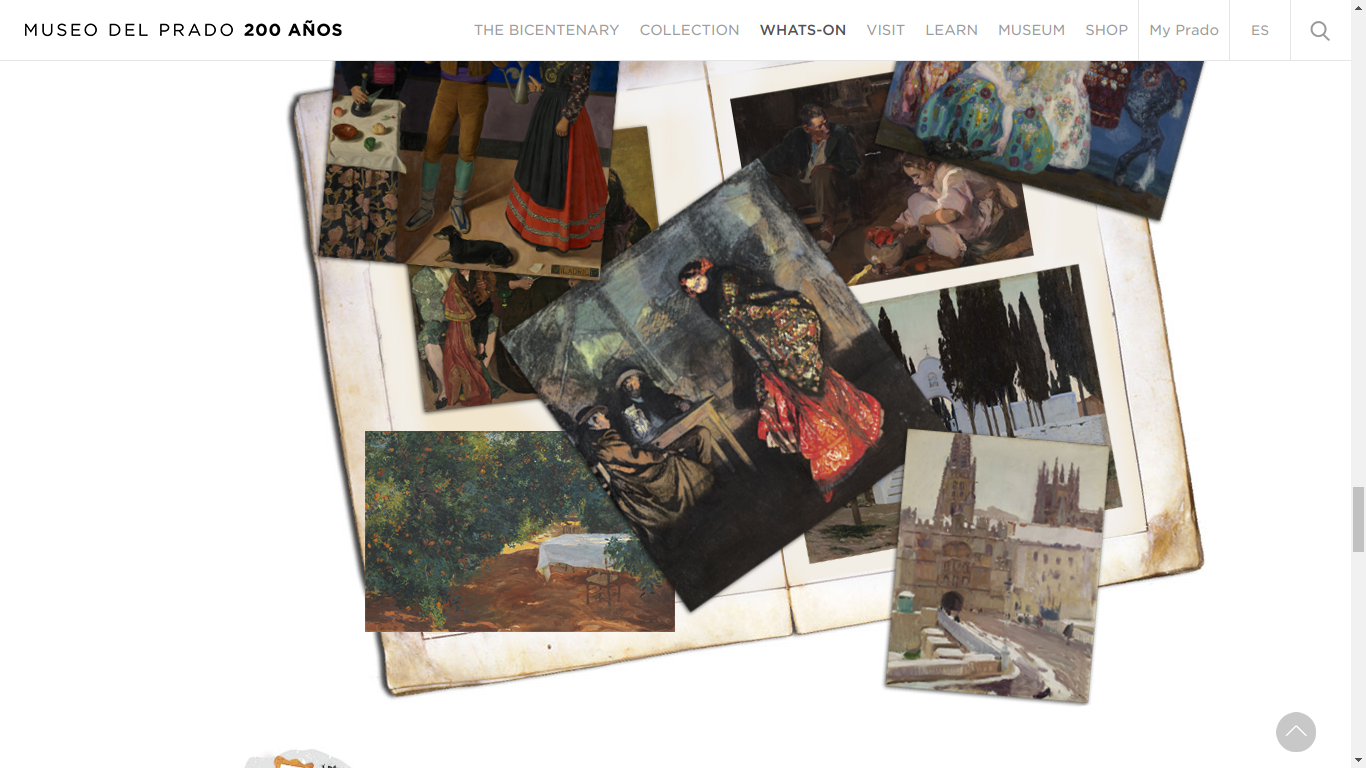 MUSEO DEL PRADO 200 AÑOS
THE BICENTENARY COLLECTION WHATS-ON VISIT LEARN MUSEUM SHOP My Prado ES